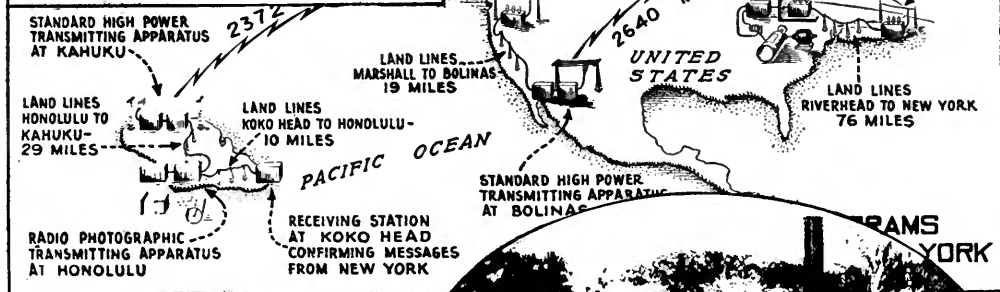 STANDARD HIGH POWER
TRANSMITTING APPARATUS
AT KAHUKU
2372
2640
UNITED
STATES
LAND LINES
MARSHALL TO BOLINAS-
19 MILES
LAND LINES
RIVERHEAD TO NEW YORK
76 MILES
LAND LINES
HONOLULU TO
KAHUKU-
29 MILES
LAND LINES
KOKO HEAD TO HONOLULU-
10 MILES
PACIFIC OCEAN
STANDARD HIGH POWER
TRANSMITTING APPARATUS
AT BOLINAS
RADIO PHOTOGRAPHIC
TRANSMITTING APPARATUS
AT HONOLULU
RECEIVING STATION
AT KOKO HEAD
CONFIRMING MESSAGES
FROM NEW YORK
RAMS
YORK